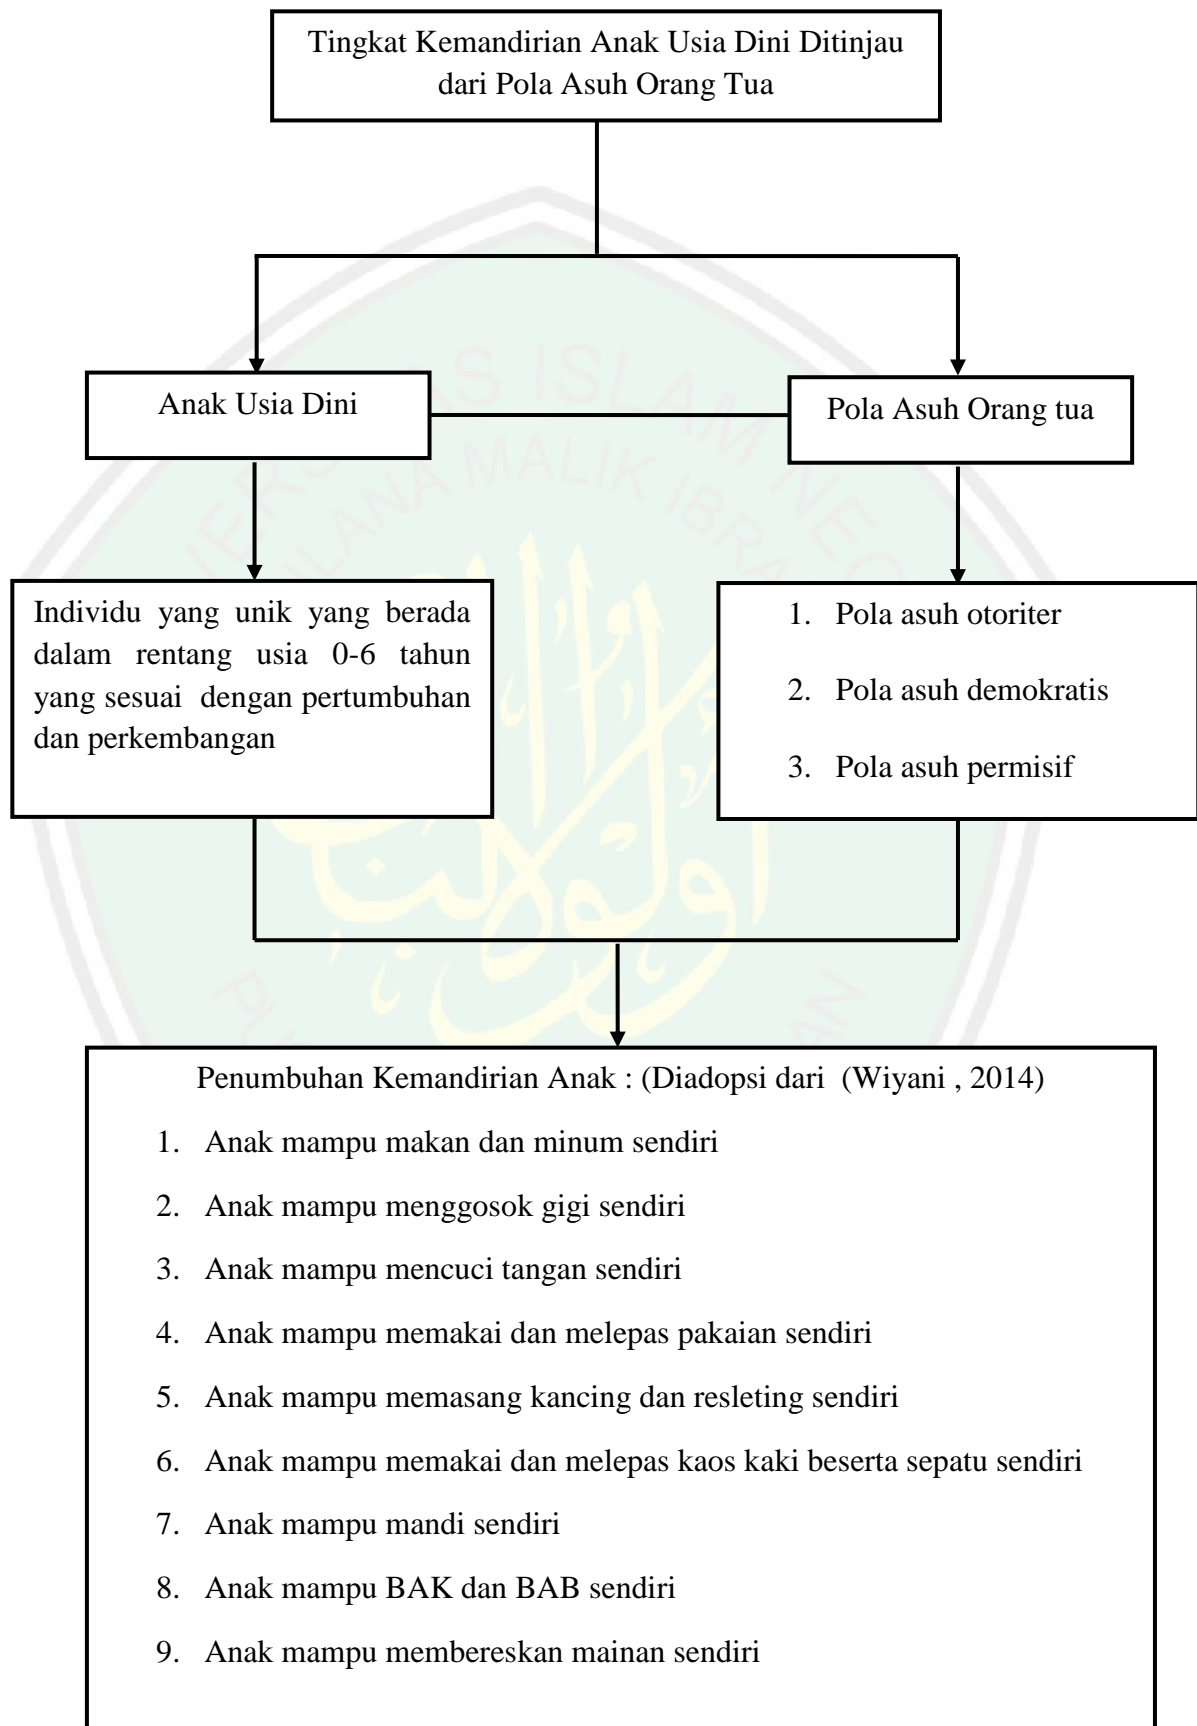 Tingkat Kemandirian Anak Usia Dini Ditinjau
dari Pola Asuh Orang Tua
Anak Usia Dini
Pola Asuh Orang tua
Individu yang unik yang berada
dalam rentang usia 0-6 tahun
yang sesuai dengan pertumbuhan
dan perkembangan
1. Pola asuh otoriter
2. Pola asuh demokratis
3. Pola asuh permisif
Penumbuhan Kemandirian Anak : (Diadopsi dari (Wiyani , 2014)
1. Anak mampu makan dan minum sendiri
2. Anak mampu menggosok gigi sendiri
3. Anak mampu mencuci tangan sendiri
4. Anak mampu memakai dan melepas pakaian sendiri
5. Anak mampu memasang kancing dan resleting sendiri
6. Anak mampu memakai dan melepas kaos kaki beserta sepatu sendiri
7. Anak mampu mandi sendiri
8. Anak mampu BAK dan BAB sendiri
9. Anak mampu membereskan mainan sendiri